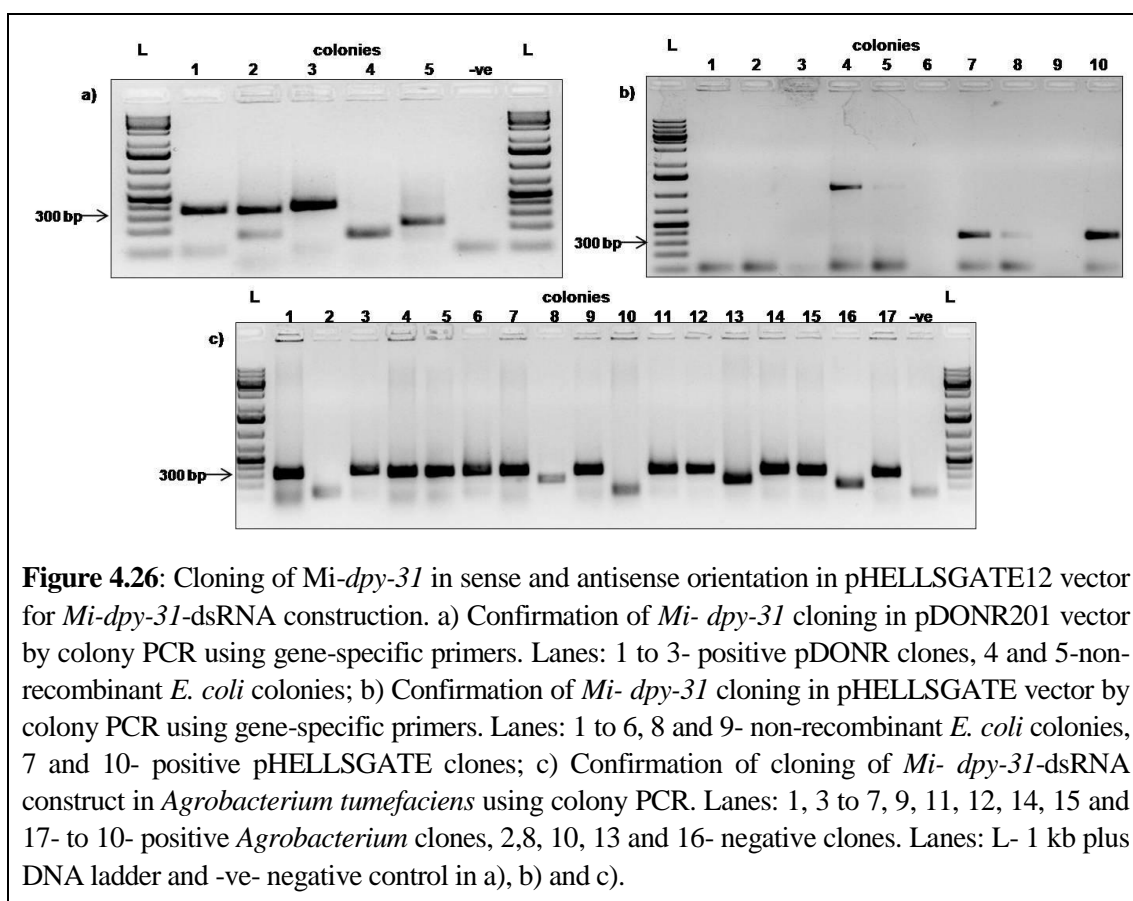 L colonies L
1 2 3 4 5 -ve
a)
300 bp
colonies
L 1 2 3 4 5 6 7 8 9 10
b)
300 bp
L colonies L
1 2 3 4 5 6 7 8 9 10 11 12 13 14 15 16 17 -ve
c)
300 bp
Figure 4.26: Cloning of Mi-dpy-31 in sense and antisense orientation in pHELLSGATE12 vector
for Mi-dpy-31-dsRNA construction. a) Confirmation of Mi- dpy-31 cloning in pDONR201 vector
by colony PCR using gene-specific primers. Lanes: 1 to 3- positive pDONR clones, 4 and 5-non-
recombinant E. coli colonies; b) Confirmation of Mi- dpy-31 cloning in pHELLSGATE vector by
colony PCR using gene-specific primers. Lanes: 1 to 6, 8 and 9- non-recombinant E. coli colonies,
7 and 10- positive pHELLSGATE clones; c) Confirmation of cloning of Mi- dpy-31-dsRNA
construct in Agrobacterium tumefaciens using colony PCR. Lanes: 1, 3 to 7, 9, 11, 12, 14, 15 and
17- to 10- positive Agrobacterium clones, 2,8, 10, 13 and 16- negative clones. Lanes: L- 1 kb plus
DNA ladder and -ve- negative control in a), b) and c).